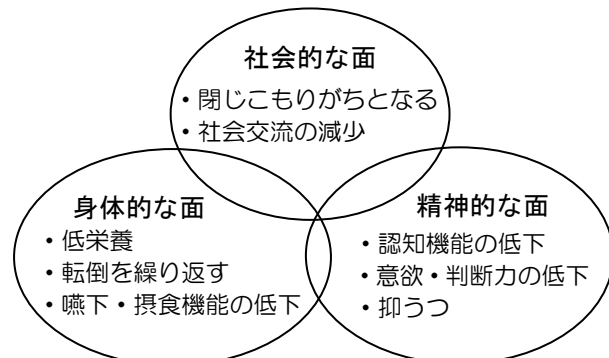 社会的な面
・閉じこもりがちとなる
・社会交流の減少
身体的な面
・低栄養
・転倒を繰り返す
・嚥下・摂食機能の低下
精神的な面
・認知機能の低下
・意欲・判断力の低下
・抑うつ